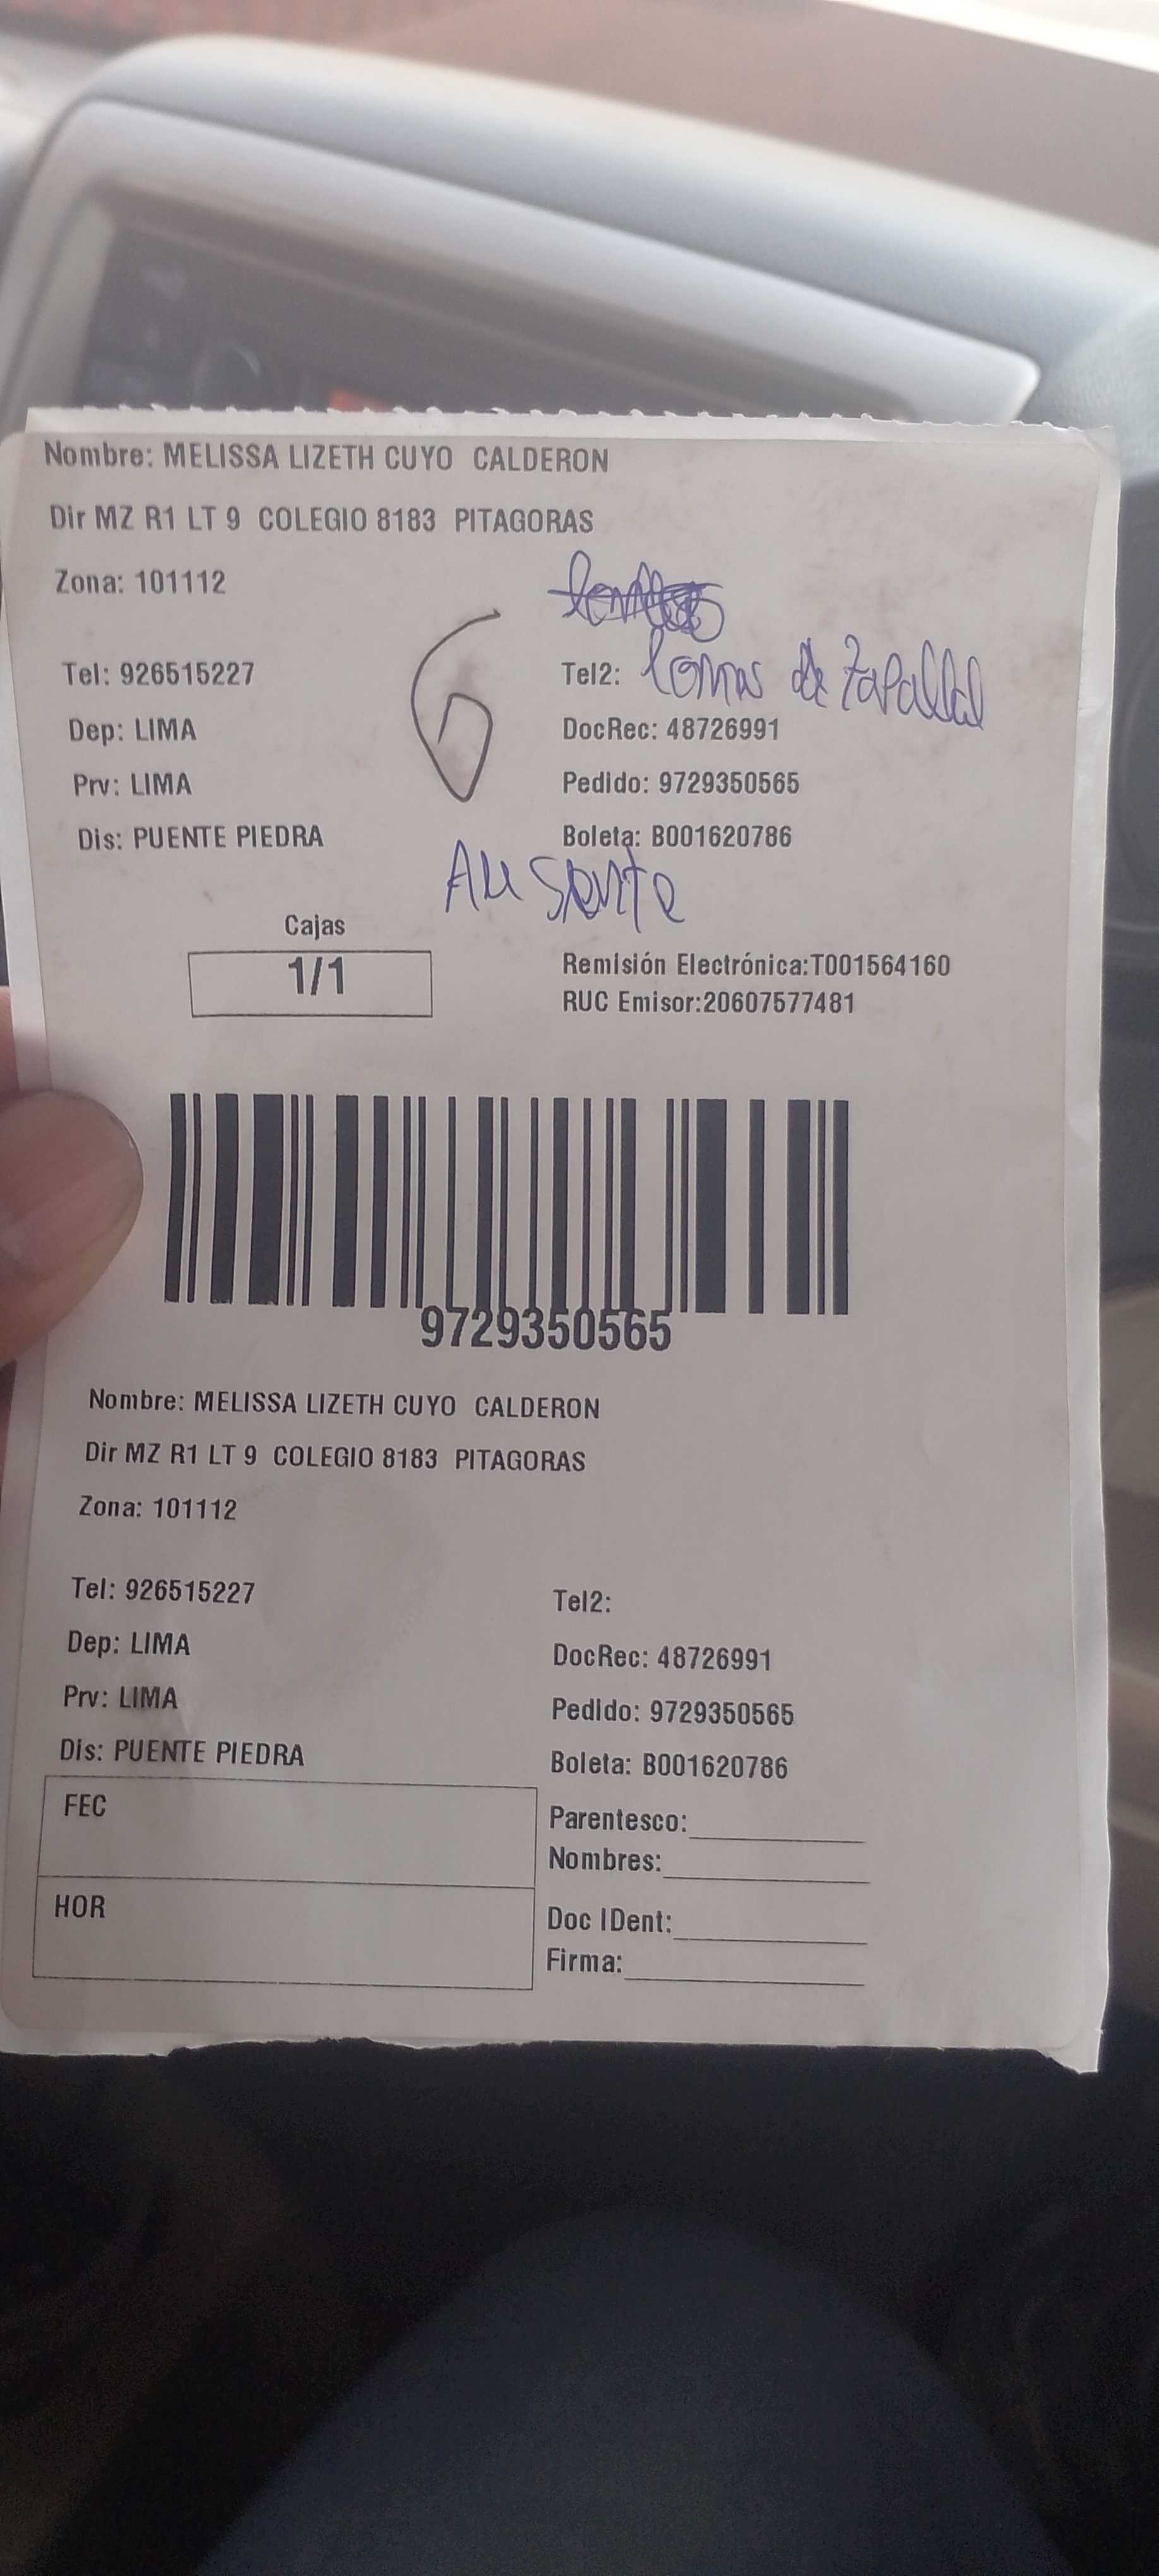 Nombre: MELISSA LIZETH CUYO CALDERON
Dir MZ R1 LT 9 COLEGIO 8183 PITAGORAS
Zona: 101112
Tel: 926515227
Tel2: lomas de Zapallal
6
Dep: LIMA
DocRec: 48726991
Prv: LIMA
Pedido: 9729350565
Dis: PUENTE PIEDRA
Boleta: B001620786
Ausente
Cajas
1/1
Remisión Electrónica:T001564160
RUC Emisor:20607577481
9729350565
Nombre: MELISSA LIZETH CUYO CALDERON
Dir MZ R1 LT 9 COLEGIO 8183 PITAGORAS
Zona: 101112
Tel: 926515227
Tel2:
Dep: LIMA
DocRec: 48726991
Prv: LIMA
Pedido: 9729350565
Dis: PUENTE PIEDRA
Boleta: B001620786
FEC
Parentesco:
Nombres:
HOR
Doc IDent:
Firma: